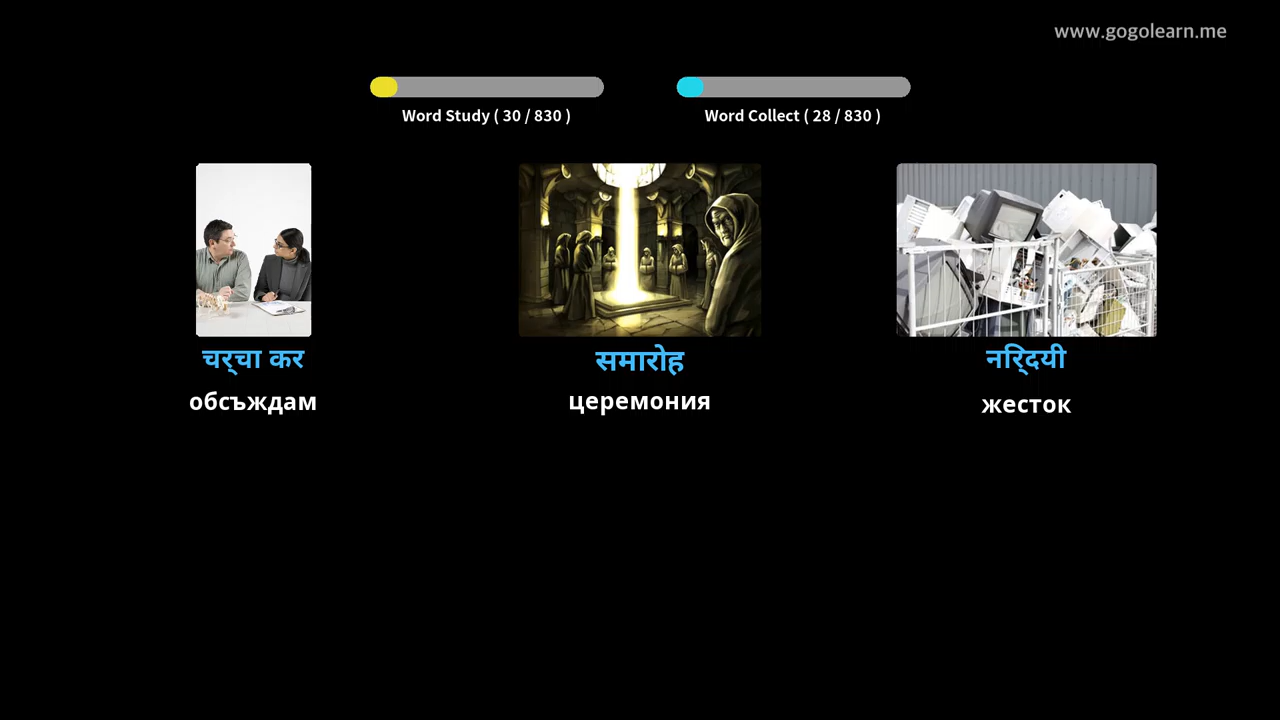 www.gogolearn.me
Word Study ( 30 / 830 )
Word Collect ( 28 / 830 )
चर्चा कर
समारोह
निर्दयी
обсъждам
церемония
жесток